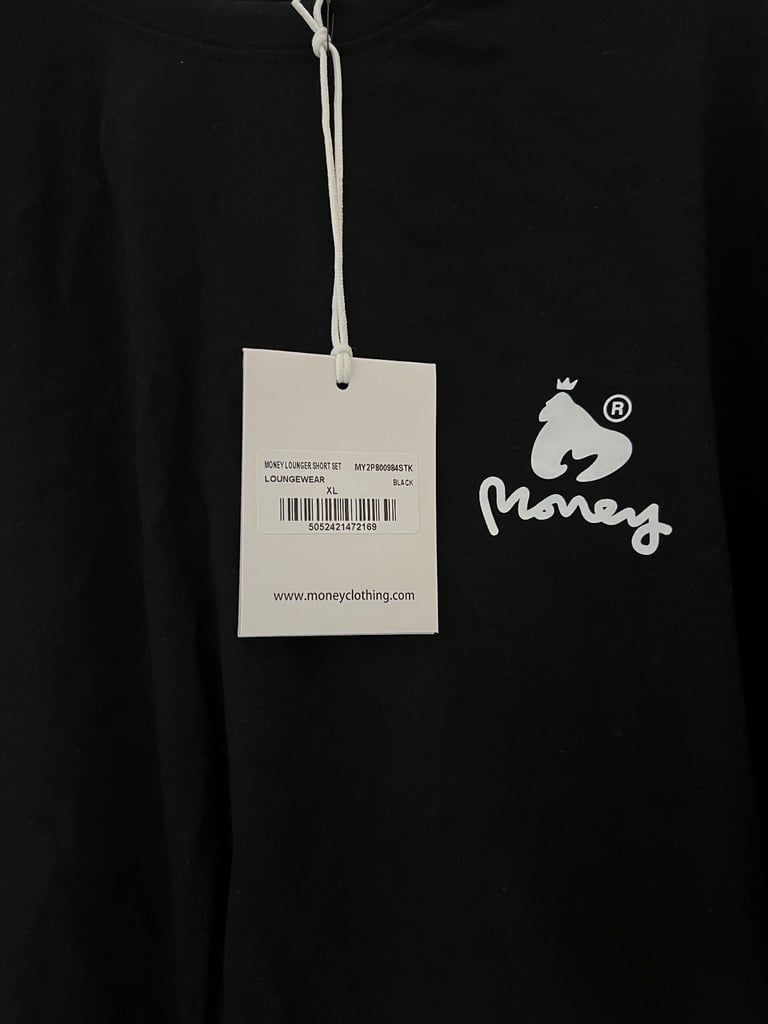 MONEY LOUNGER SHORT SET MY2P800984STK
LOUNGEWEAR BLACK
XL
5052421472169
www.moneyclothing.com
®
Money